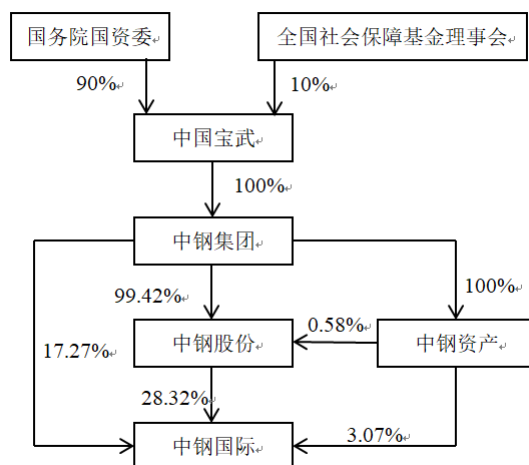 国务院国资委
全国社会保障基金理事会
90%
10%
中国宝武
100%
中钢集团
99.42%
100%
中钢股份
0.58%
中钢资产
17.27%
28.32%
3.07%
中钢国际